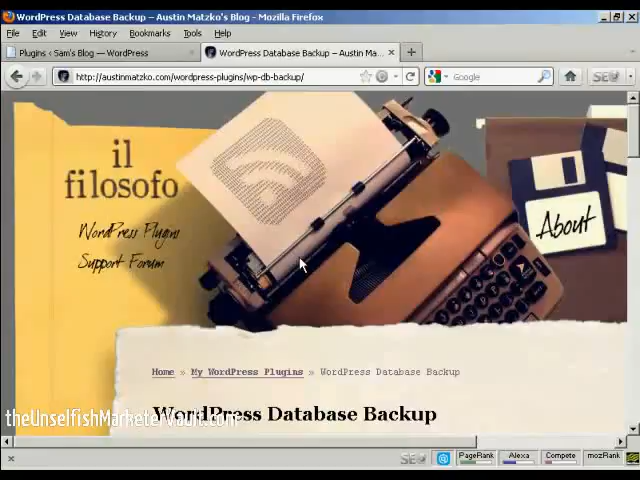 WordPress Database Backup – Austin Matzko's Blog - Mozilla Firefox
File Edit View History Bookmarks Tools Help
Plugins ‹ Sam's Blog — WordPress
WordPress Database Backup – Austin Ma...
http://austinmatzko.com/wordpress-plugins/wp-db-backup/
Google
SEO
il
filosofo
WordPress Plugins
Support Forum
About
Home » My WordPress Plugins » WordPress Database Backup
WordPress Database Backup
theUnselfishMarketerVault.com
SEO PageRank Alexa Compete mozRank